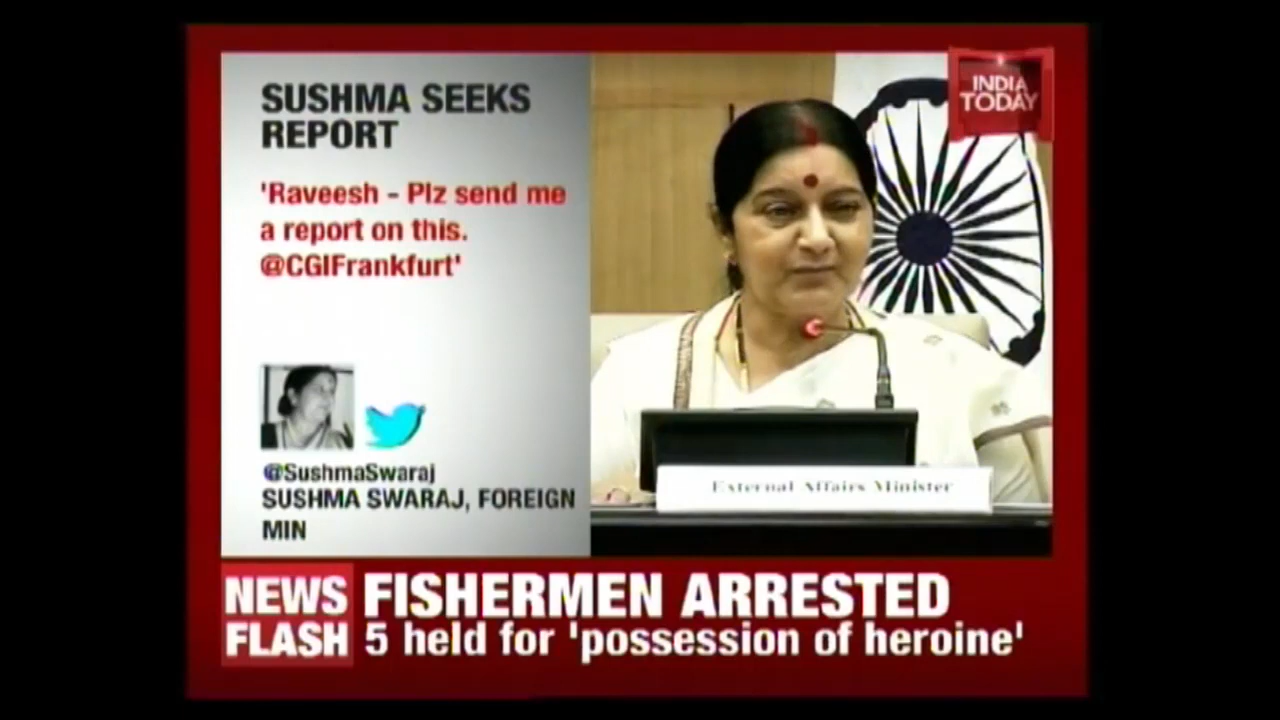 SUSHMA SEEKS
REPORT
'Raveesh - Plz send me
a report on this.
@CGIFrankfurt'
@SushmaSwaraj
SUSHMA SWARAJ, FOREIGN
MIN
INDIA
TODAY
External Affairs Minister
NEWS
FLASH
FISHERMEN ARRESTED
5 held for 'possession of heroine'